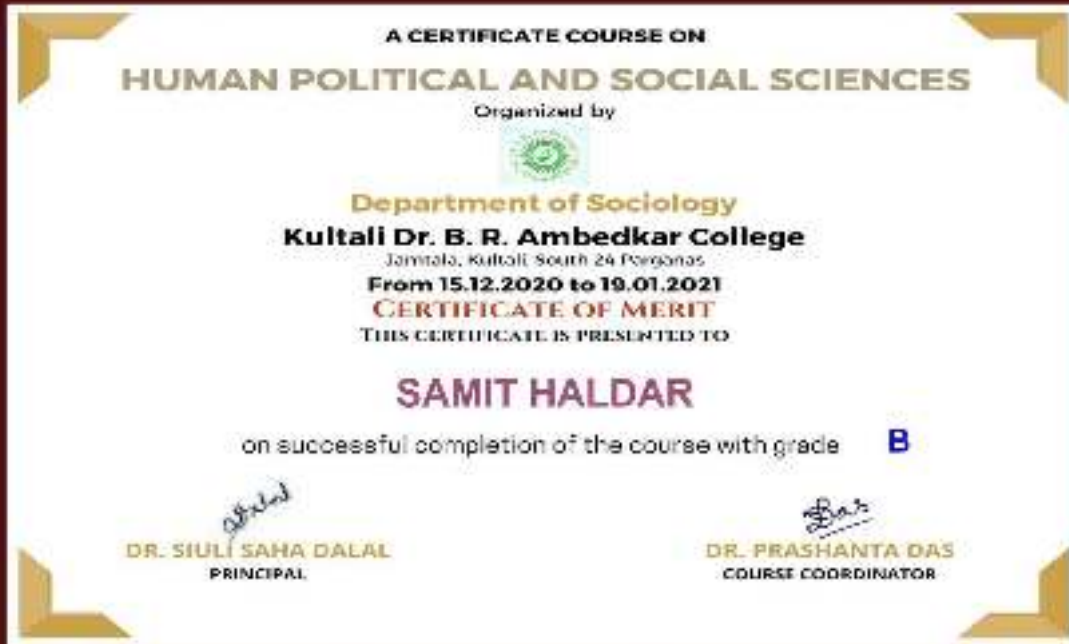 A CERTIFICATE COURSE ON
HUMAN POLITICAL AND SOCIAL SCIENCES
Organized by
Department of Sociology
Kultali Dr. B. R. Ambedkar College
Jamtala, Kultali, South 24 Parganas
From 15.12.2020 to 19.01.2021
CERTIFICATE OF MERIT
THIS CERTIFICATE IS PRESENTED TO
SAMIT HALDAR
on successful completion of the course with grade B
DR. SIULI SAHA DALAL
PRINCIPAL
Das
DR. PRASHANTA DAS
COURSE COORDINATOR